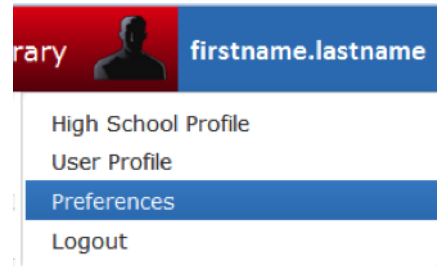 rary firstname.lastname
High School Profile
User Profile
Preferences
Logout